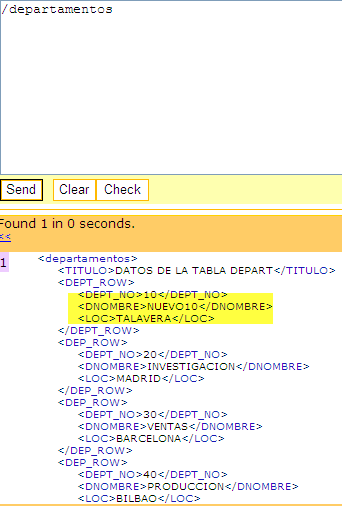 /departamentos
Send Clear Check
Found 1 in 0 seconds.
<<
1 <departamentos>
<TITULO>DATOS DE LA TABLA DEPART</TITULO>
<DEPT_ROW>
<DEPT_NO>10</DEPT_NO>
<DNOMBRE>NUEVO10</DNOMBRE>
<LOC>TALAVERA</LOC>
</DEPT_ROW>
<DEP_ROW>
<DEPT_NO>20</DEPT_NO>
<DNOMBRE>INVESTIGACION</DNOMBRE>
<LOC>MADRID</LOC>
</DEP_ROW>
<DEP_ROW>
<DEPT_NO>30</DEPT_NO>
<DNOMBRE>VENTAS</DNOMBRE>
<LOC>BARCELONA</LOC>
</DEP_ROW>
<DEP_ROW>
<DEPT_NO>40</DEPT_NO>
<DNOMBRE>PRODUCCION</DNOMBRE>
<LOC>BILBAO</LOC>